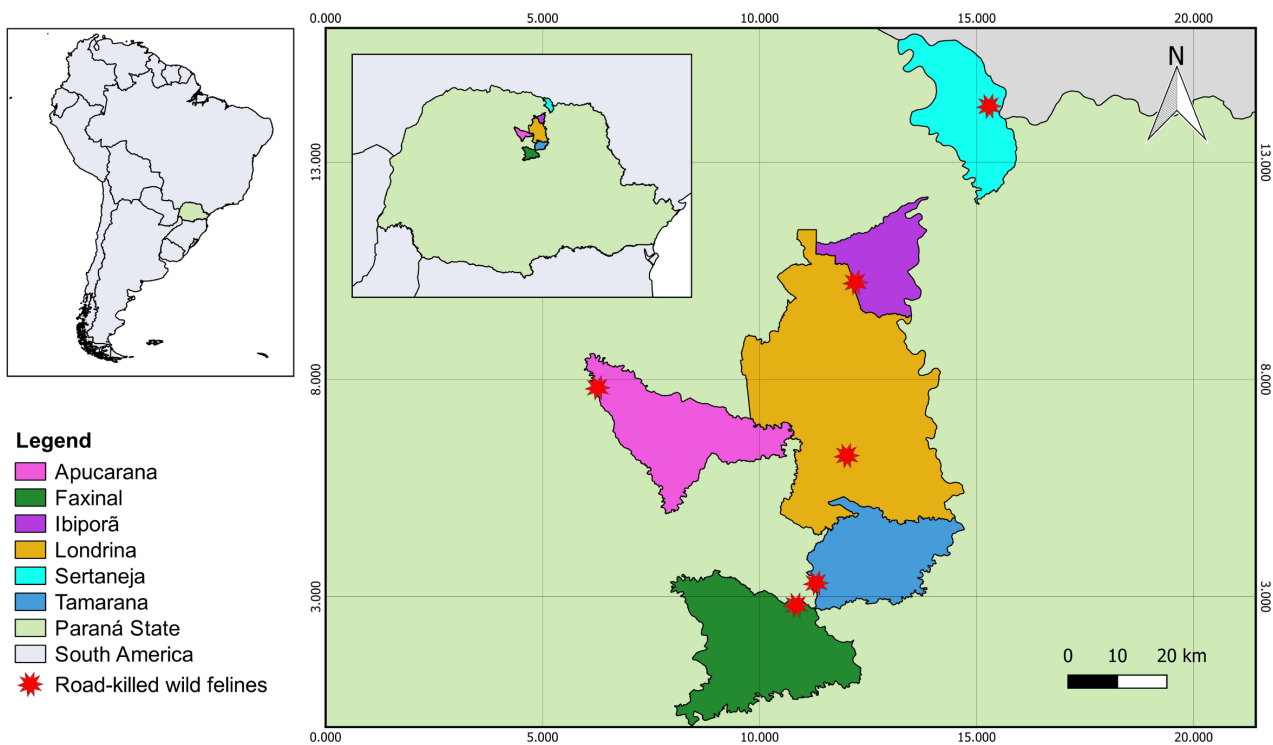 0.000 5.000 10.000 15.000 20.000
N
13.000 13.000
8.000 8.000
Legend
Apucarana
Faxinal
Ibiporã
Londrina
Sertaneja
Tamarana
Paraná State
South America
Road-killed wild felines
3.000 3.000
0 10 20 km
0.000 5.000 10.000 15.000 20.000